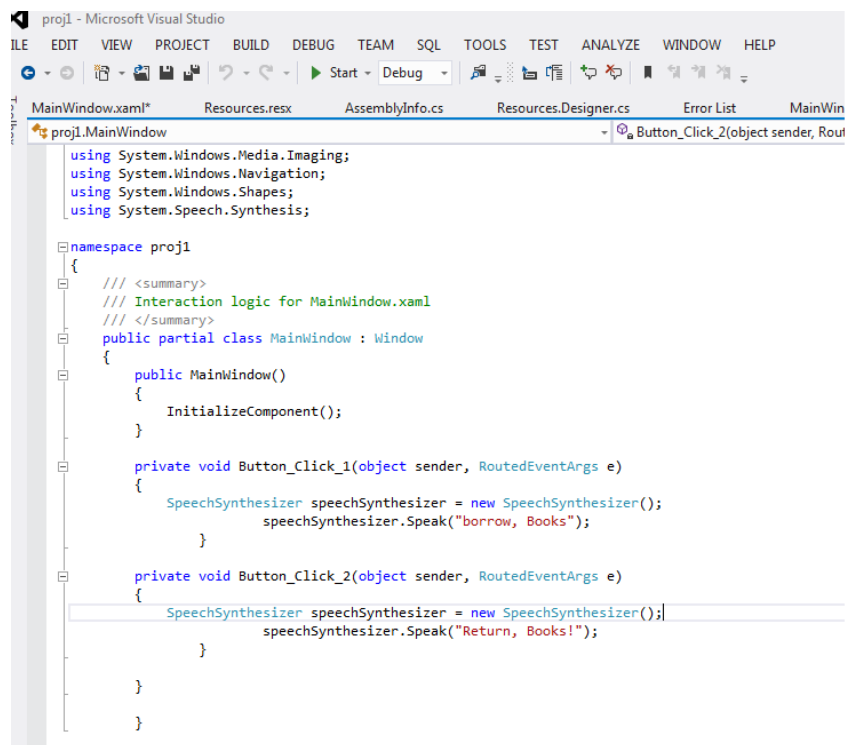 proj1 - Microsoft Visual Studio
ILE EDIT VIEW PROJECT BUILD DEBUG TEAM SQL TOOLS TEST ANALYZE WINDOW HELP
Start Debug
Toolbox
MainWindow.xaml* Resources.resx AssemblyInfo.cs Resources.Designer.cs Error List MainWin
proj1.MainWindow Button_Click_2(object sender, Rout
using System.Windows.Media.Imaging;
using System.Windows.Navigation;
using System.Windows.Shapes;
using System.Speech.Synthesis;
namespace proj1
{
/// <summary>
/// Interaction logic for MainWindow.xaml
/// </summary>
public partial class MainWindow : Window
{
public MainWindow()
{
InitializeComponent();
}
private void Button_Click_1(object sender, RoutedEventArgs e)
{
SpeechSynthesizer speechSynthesizer = new SpeechSynthesizer();
speechSynthesizer.Speak("borrow, Books");
}
private void Button_Click_2(object sender, RoutedEventArgs e)
{
SpeechSynthesizer speechSynthesizer = new SpeechSynthesizer();
speechSynthesizer.Speak("Return, Books!");
}
}
}